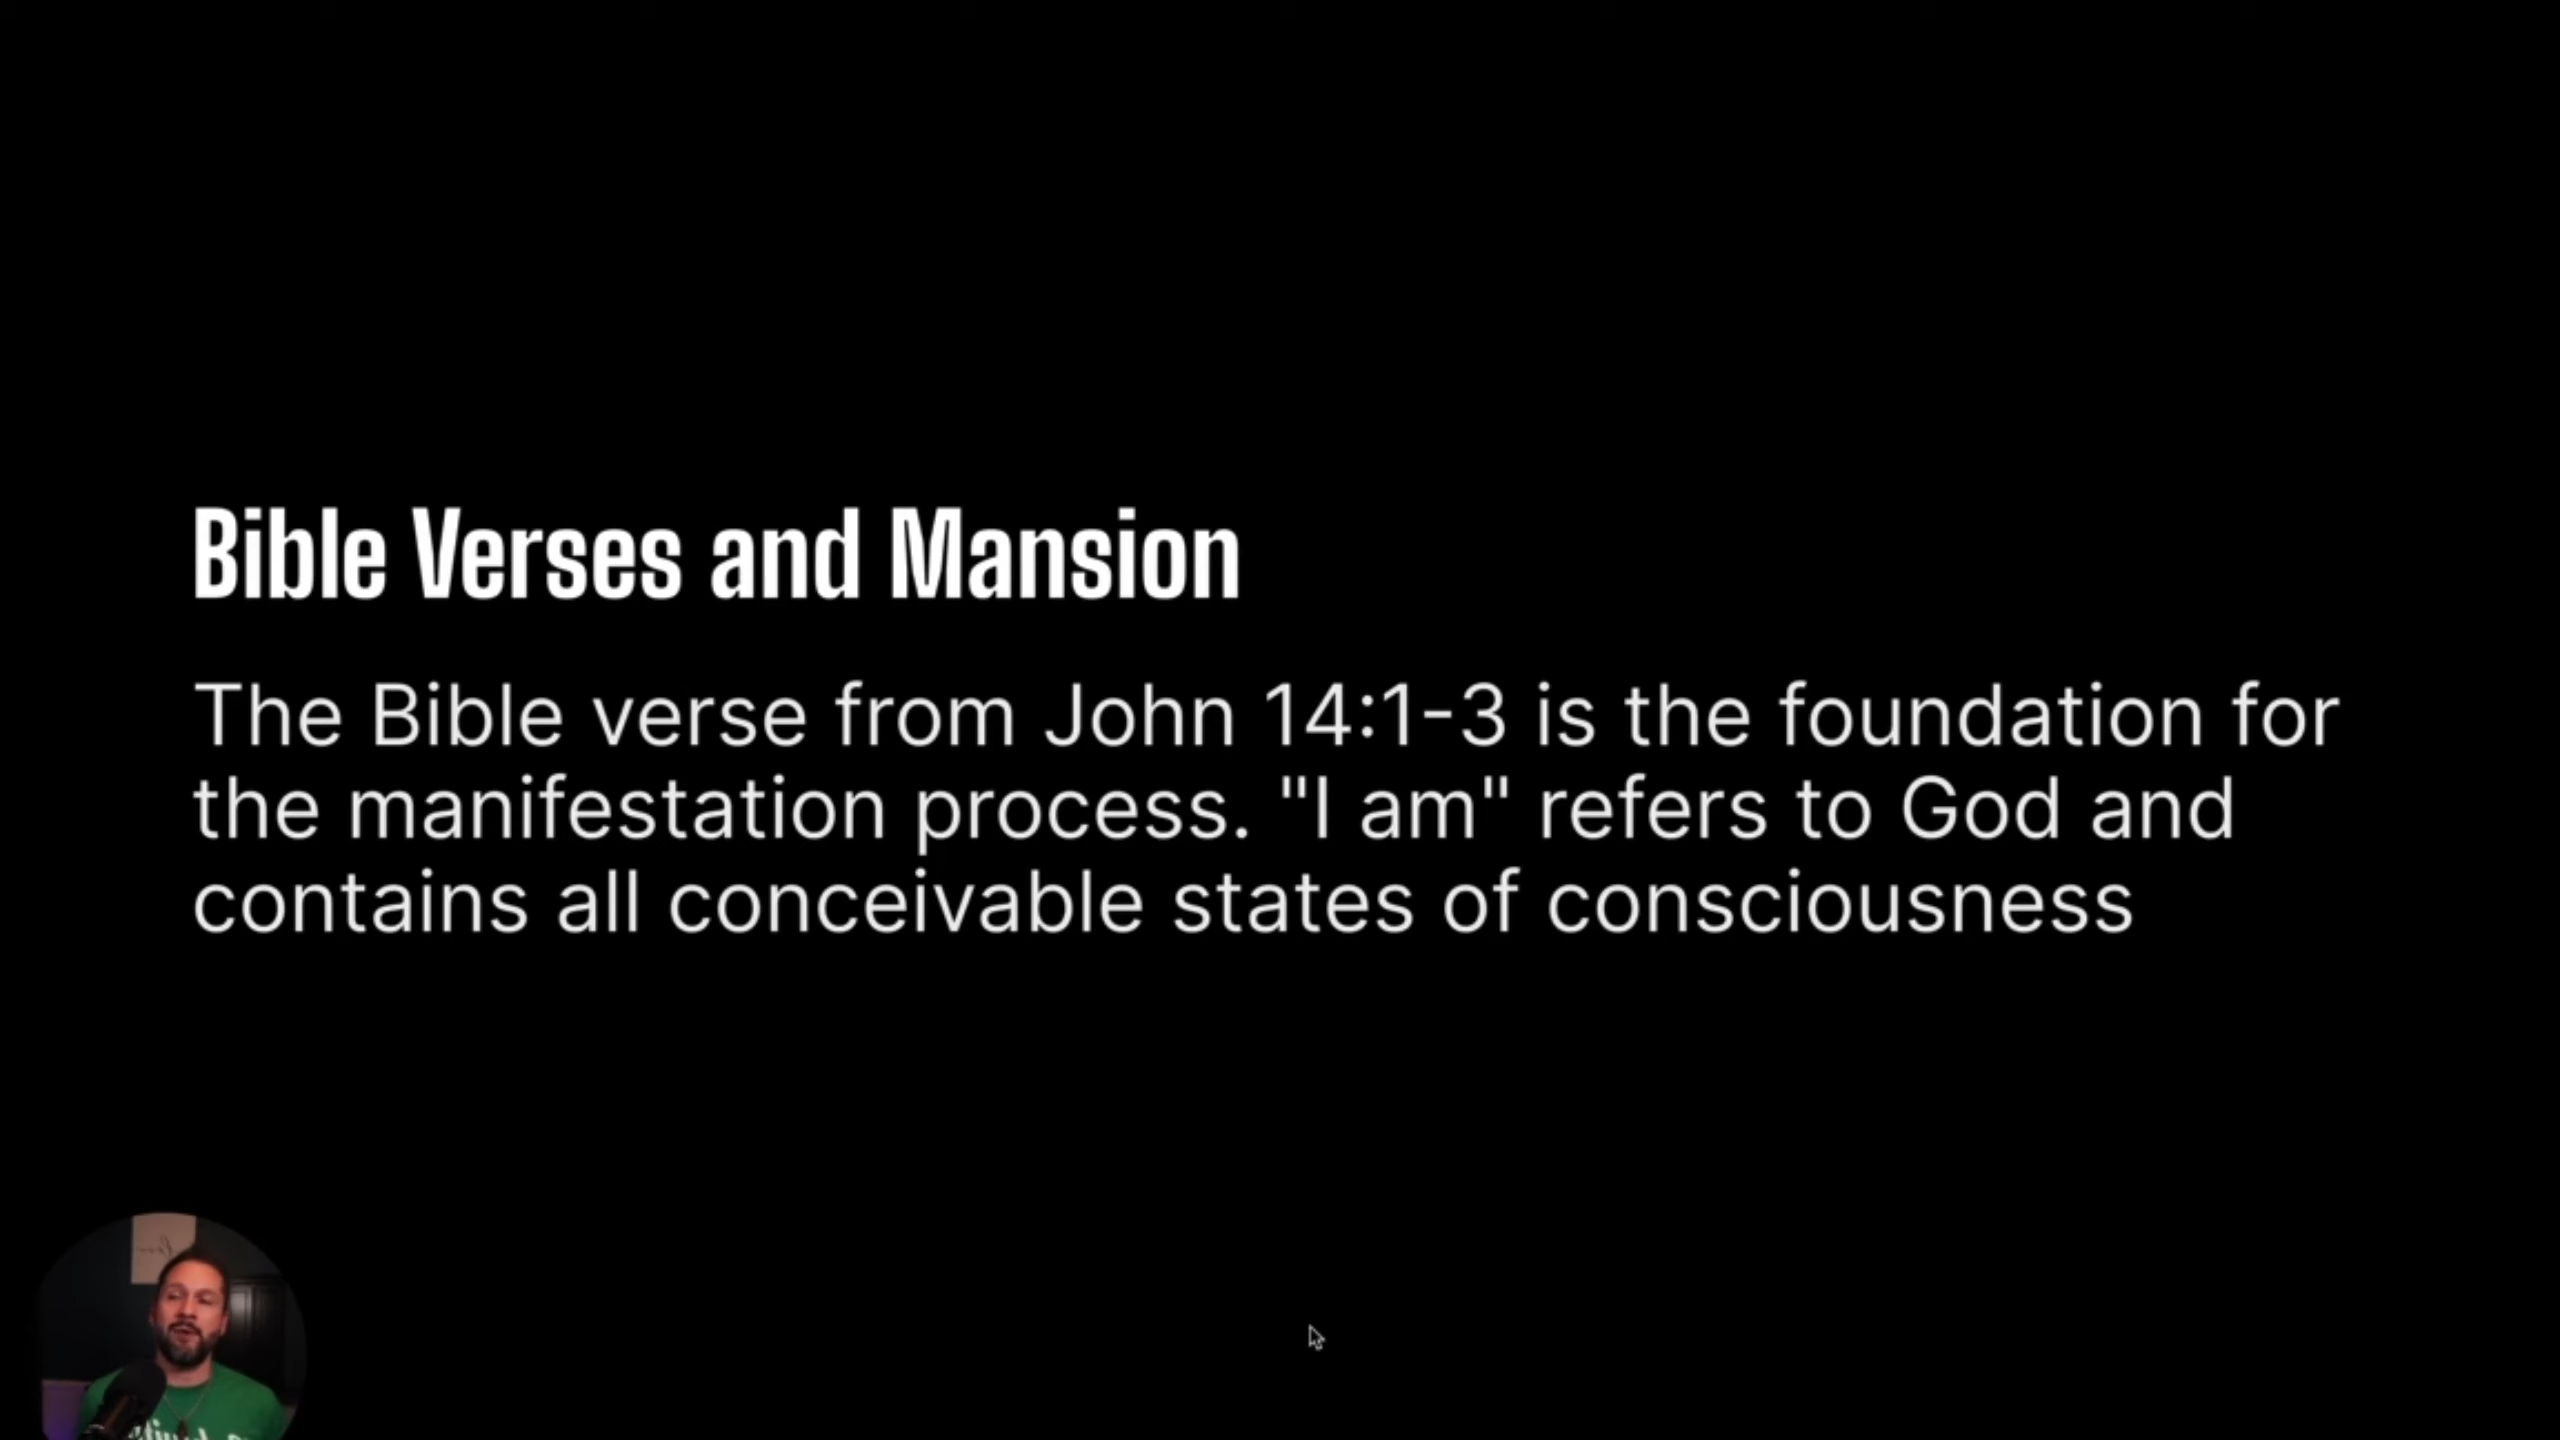 Bible Verses and Mansion
The Bible verse from John 14:1-3 is the foundation for
the manifestation process. "I am" refers to God and
contains all conceivable states of consciousness